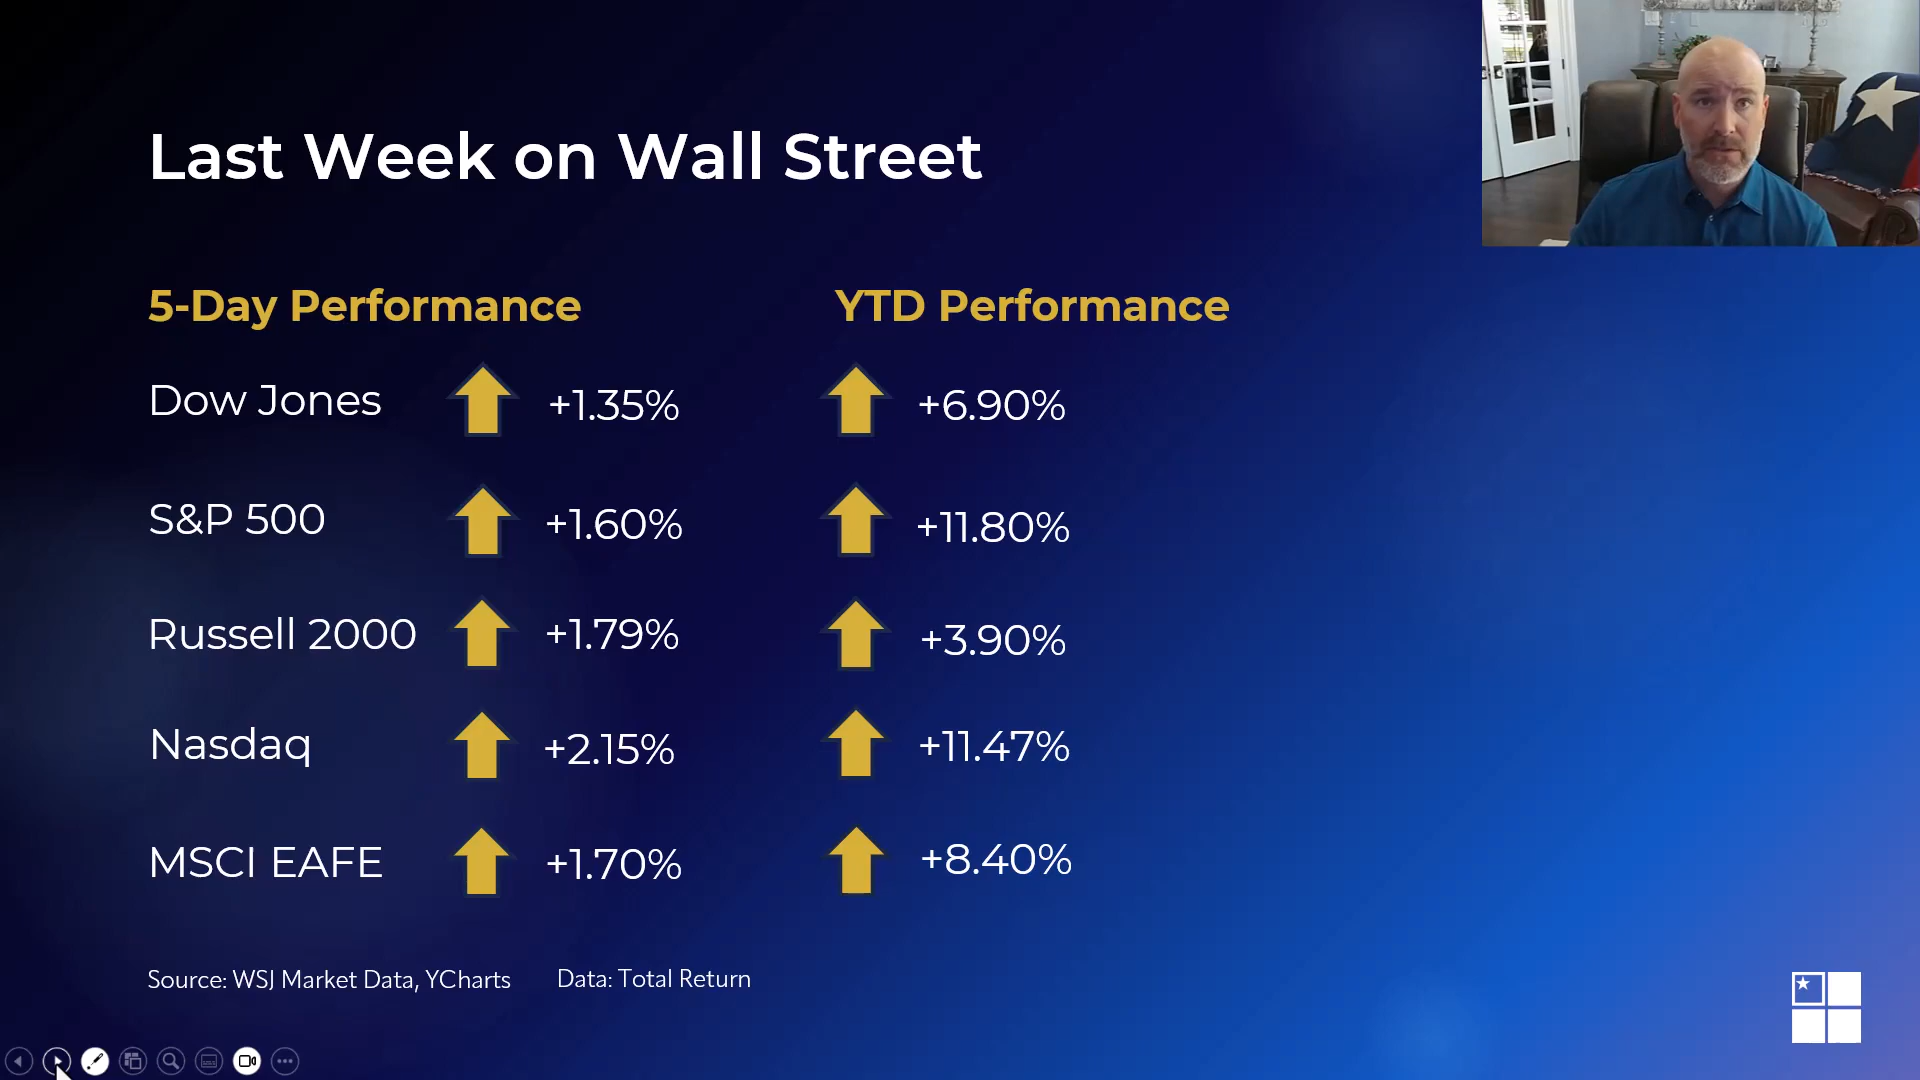 Last Week on Wall Street
5-Day Performance YTD Performance
Dow Jones +1.35% +6.90%
S&P 500 +1.60% +11.80%
Russell 2000 +1.79% +3.90%
Nasdaq +2.15% +11.47%
MSCI EAFE +1.70% +8.40%
Source: WSJ Market Data, YCharts Data: Total Return